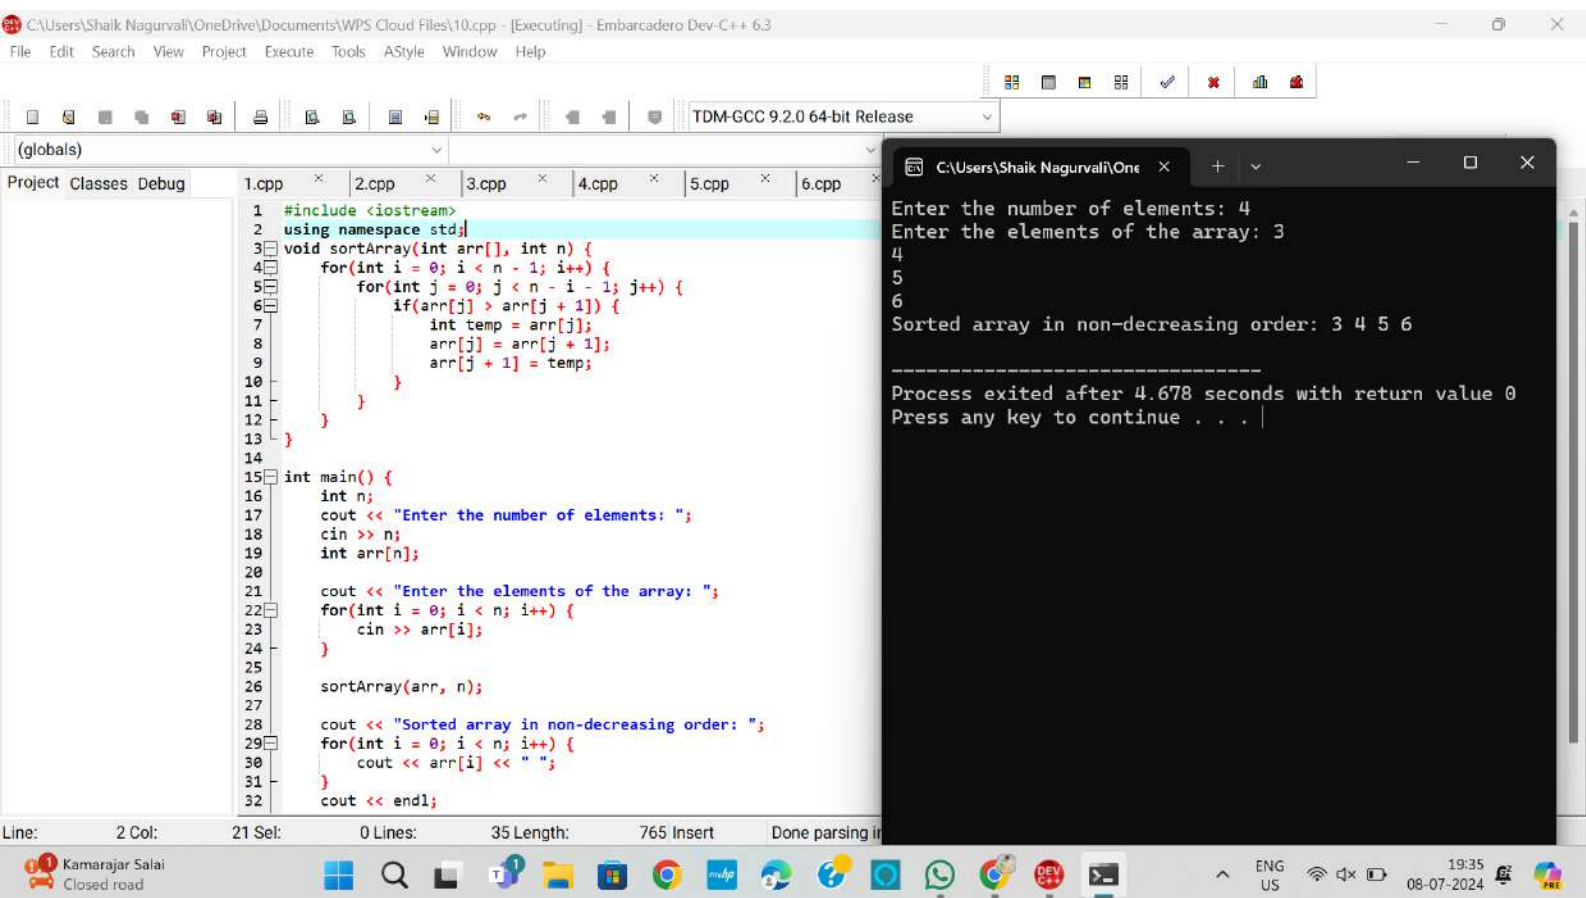 C:\Users\Shaik Nagurvali\OneDrive\Documents\WPS Cloud Files\10.cpp - [Executing] - Embarcadero Dev-C++ 6.3
File Edit Search View Project Execute Tools AStyle Window Help
TDM-GCC 9.2.0 64-bit Release
(globals)
Project Classes Debug
1.cpp 2.cpp 3.cpp 4.cpp 5.cpp 6.cpp
1 #include <iostream>
2 using namespace std;
3 void sortArray(int arr[], int n) {
4 for(int i = 0; i < n - 1; i++) {
5 for(int j = 0; j < n - i - 1; j++) {
6 if(arr[j] > arr[j + 1]) {
7 int temp = arr[j];
8 arr[j] = arr[j + 1];
9 arr[j + 1] = temp;
10 }
11 }
12 }
13 }
14
15 int main() {
16 int n;
17 cout << "Enter the number of elements: ";
18 cin >> n;
19 int arr[n];
20
21 cout << "Enter the elements of the array: ";
22 for(int i = 0; i < n; i++) {
23 cin >> arr[i];
24 }
25
26 sortArray(arr, n);
27
28 cout << "Sorted array in non-decreasing order: ";
29 for(int i = 0; i < n; i++) {
30 cout << arr[i] << " ";
31 }
32 cout << endl;
C:\Users\Shaik Nagurvali\One
Enter the number of elements: 4
Enter the elements of the array: 3
4
5
6
Sorted array in non-decreasing order: 3 4 5 6
--------------------------------
Process exited after 4.678 seconds with return value 0
Press any key to continue . . .
Line: 2 Col: 21 Sel: 0 Lines: 35 Length: 765 Insert Done parsing in
1
Kamarajar Salai
Closed road
1
mybp
DEV C++
ENG
US
19:35
08-07-2024
PRE